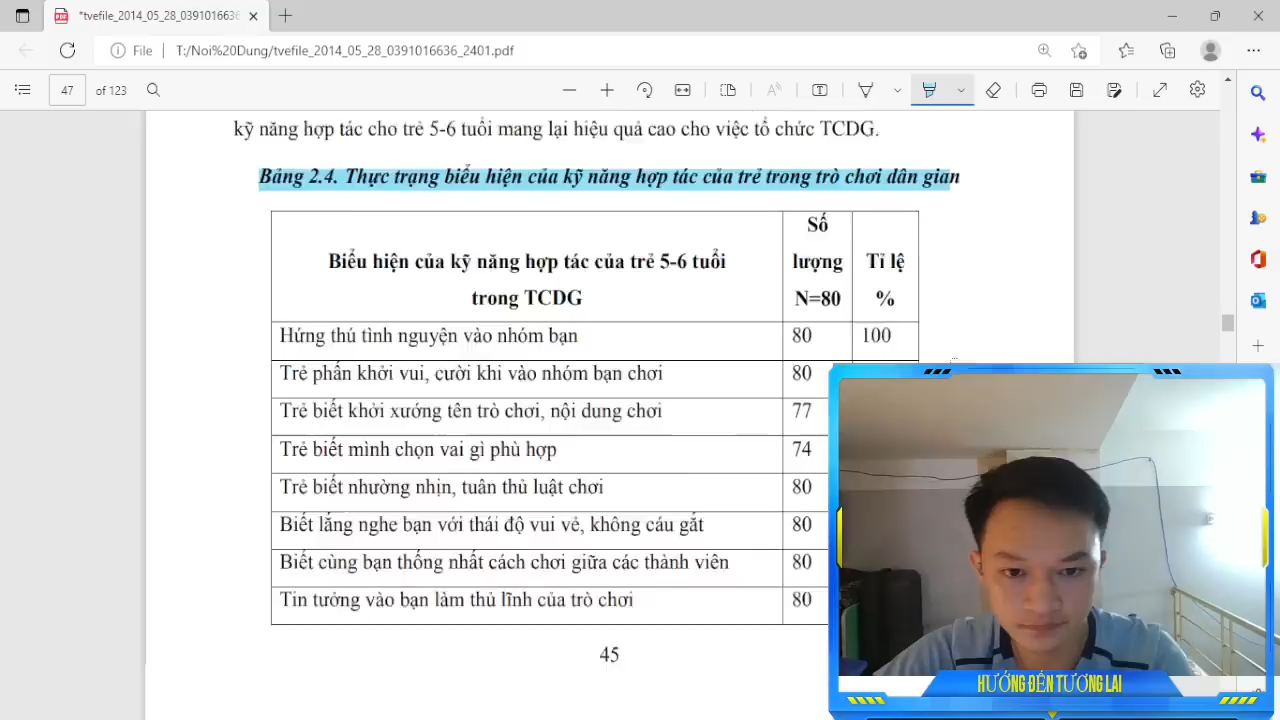 *tvefile_2014_05_28_0391016636
File
T:/Noi%20Dung/tvefile_2014_05_28_0391016636_2401.pdf
47
of 123
kỹ năng hợp tác cho trẻ 5-6 tuổi mang lại hiệu quả cao cho việc tổ chức TCDG.
Bảng 2.4. Thực trạng biểu hiện của kỹ năng hợp tác của trẻ trong trò chơi dân gian
Biểu hiện của kỹ năng hợp tác của trẻ 5-6 tuổi
trong TCDG
Số
lượng
N=80
Tỉ lệ
%
Hứng thú tình nguyện vào nhóm bạn 80 100
Trẻ phấn khởi vui, cười khi vào nhóm bạn chơi 80
Trẻ biết khởi xướng tên trò chơi, nội dung chơi 77
Trẻ biết mình chọn vai gì phù hợp 74
Trẻ biết nhường nhịn, tuân thủ luật chơi 80
Biết lắng nghe bạn với thái độ vui vẻ, không cáu gắt 80
Biết cùng bạn thống nhất cách chơi giữa các thành viên 80
Tin tưởng vào bạn làm thủ lĩnh của trò chơi 80
45
HƯỚNG ĐẾN TƯƠNG LAI